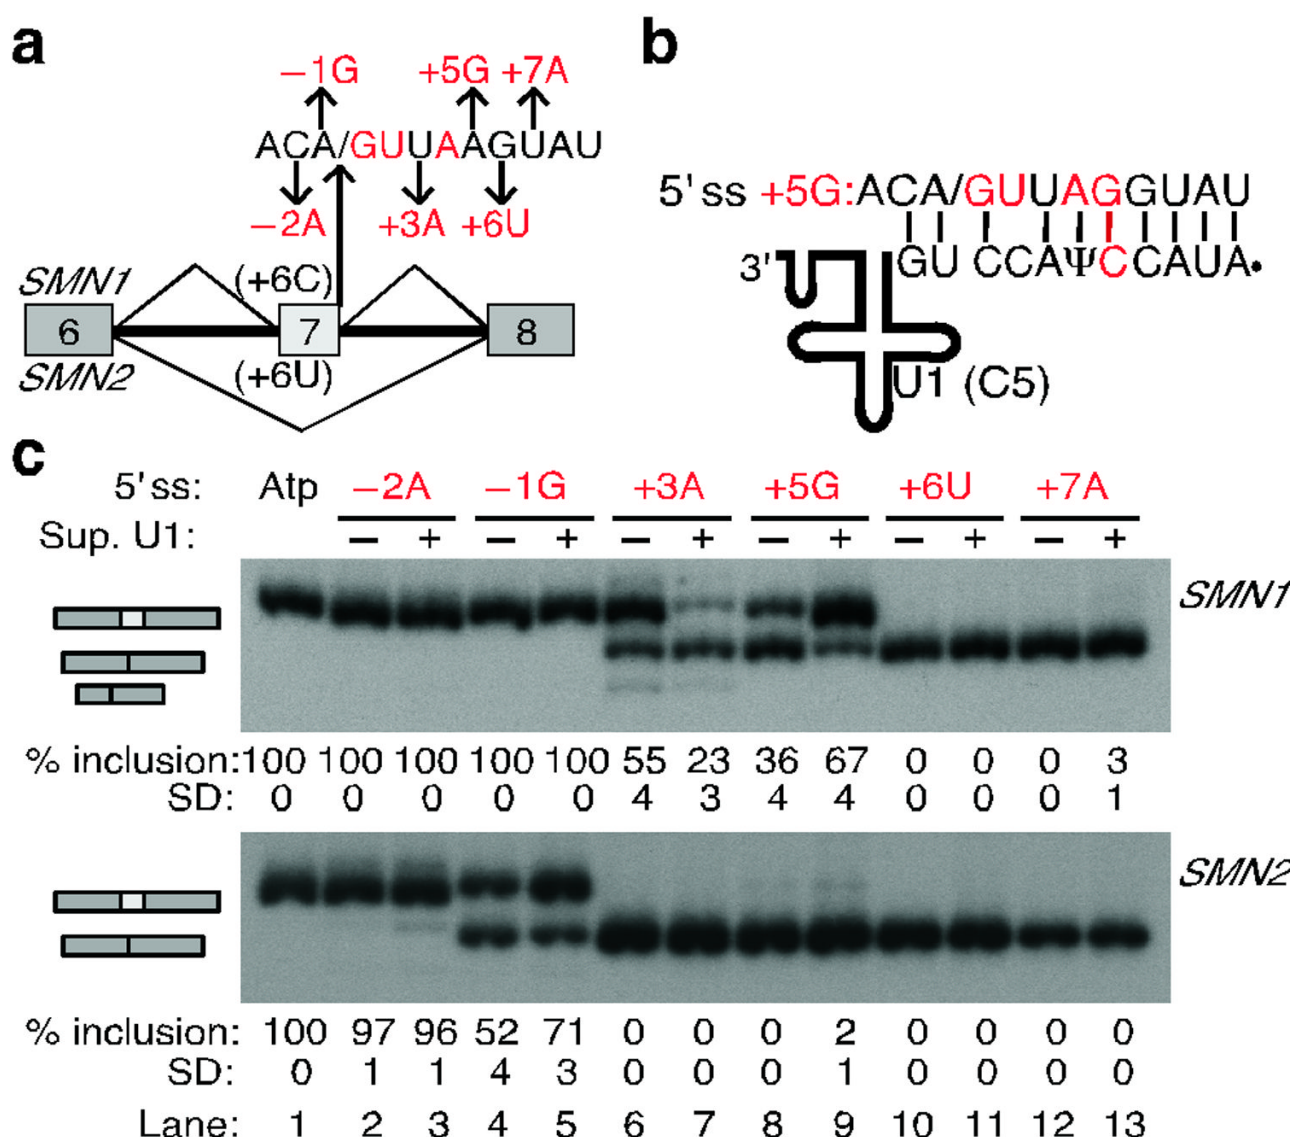 a
−1G +5G +7A
ACA/GUUAAGUAU
−2A +3A +6U
SMN1 (+6C)
6 7 8
SMN2 (+6U)
b
5'ss +5G:ACA/GUUAGGUAU
3' GU CCAΨCCAUA•
U1 (C5)
c
5'ss: Atp −2A −1G +3A +5G +6U +7A
Sup. U1: − + − + − + − + − + − +
SMN1
% inclusion: 100 100 100 100 100 55 23 36 67 0 0 0 3
SD: 0 0 0 0 0 4 3 4 4 0 0 0 1
SMN2
% inclusion: 100 97 96 52 71 0 0 0 2 0 0 0 0
SD: 0 1 1 4 3 0 0 0 1 0 0 0 0
Lane: 1 2 3 4 5 6 7 8 9 10 11 12 13